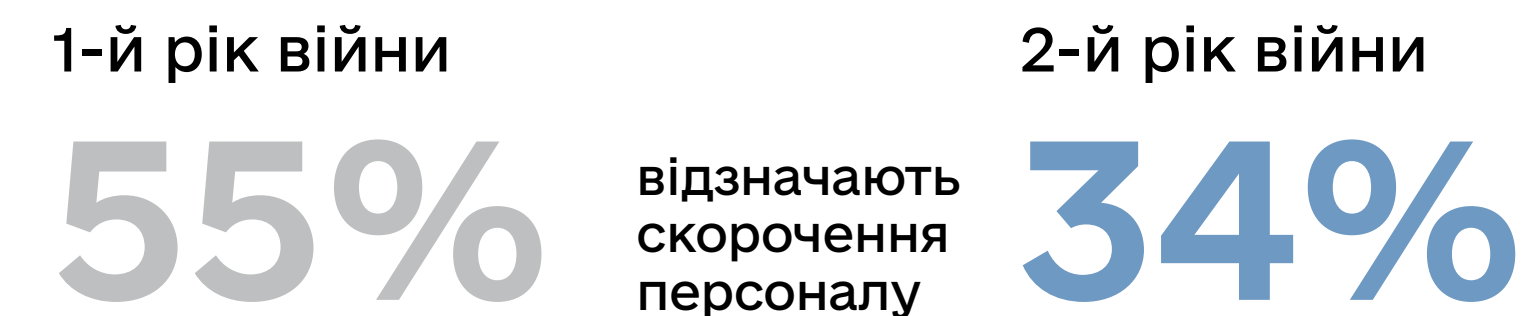 1-й рік війни
2-й рік війни
55%
відзначають
скорочення
персоналу
34%